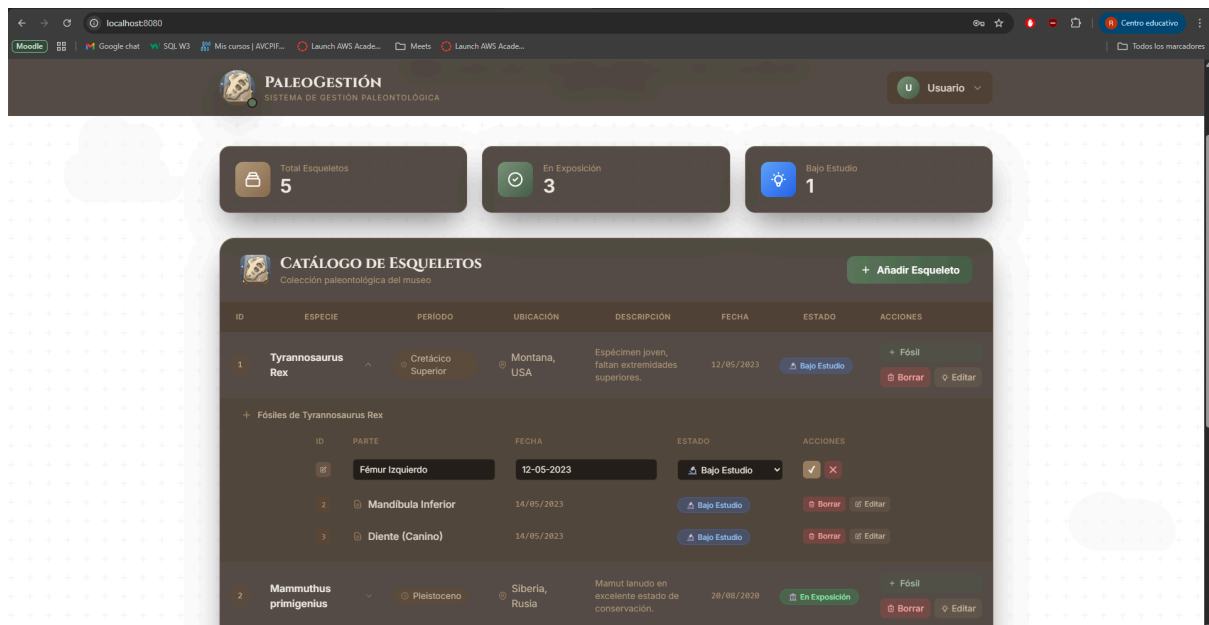 localhost:8080
Centro educativo
Moodle
Google chat
SQL W3
Mis cursos | AVCPIF...
Launch AWS Acade...
Meets
Launch AWS Acade...
Todos los marcadores
PaleoGestión
SISTEMA DE GESTIÓN PALEONTOLÓGICA
U
Usuario
Total Esqueletos
5
En Exposición
3
Bajo Estudio
1
Catálogo de Esqueletos
Colección paleontológica del museo
+ Añadir Esqueleto
ID ESPECIE PERÍODO UBICACIÓN DESCRIPCIÓN FECHA ESTADO ACCIONES
1
Tyrannosaurus
Rex
Cretácico
Superior
Montana,
USA
Espécimen joven,
faltan extremidades
superiores.
12/05/2023
Bajo Estudio
+ Fósil
Borrar
Editar
+ Fósiles de Tyrannosaurus Rex
ID PARTE FECHA ESTADO ACCIONES
Fémur Izquierdo 12-05-2023 Bajo Estudio
2 Mandíbula Inferior 14/05/2023 Bajo Estudio Borrar Editar
3 Diente (Canino) 14/05/2023 Bajo Estudio Borrar Editar
2
Mammuthus
primigenius
Pleistoceno
Siberia,
Rusia
Mamut lanudo en
excelente estado de
conservación.
20/08/2020
En Exposición
+ Fósil
Borrar
Editar